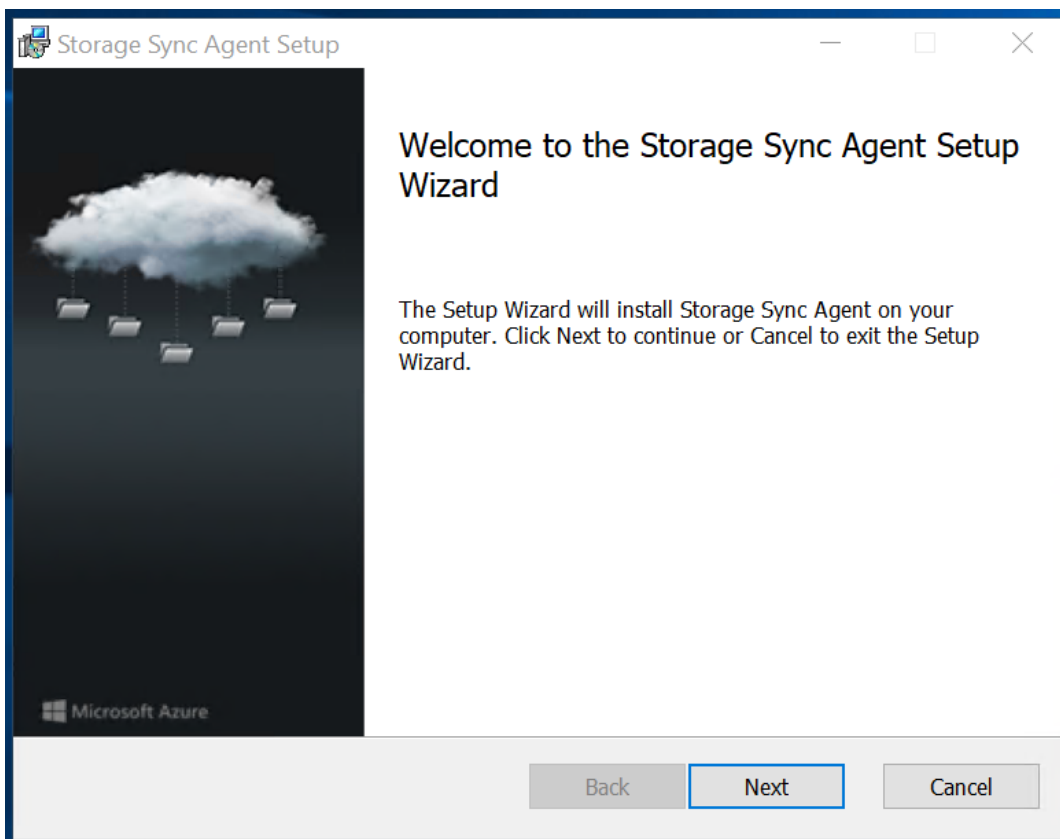 Storage Sync Agent Setup
Welcome to the Storage Sync Agent Setup
Wizard
The Setup Wizard will install Storage Sync Agent on your
computer. Click Next to continue or Cancel to exit the Setup
Wizard.
Microsoft Azure
Back Next Cancel